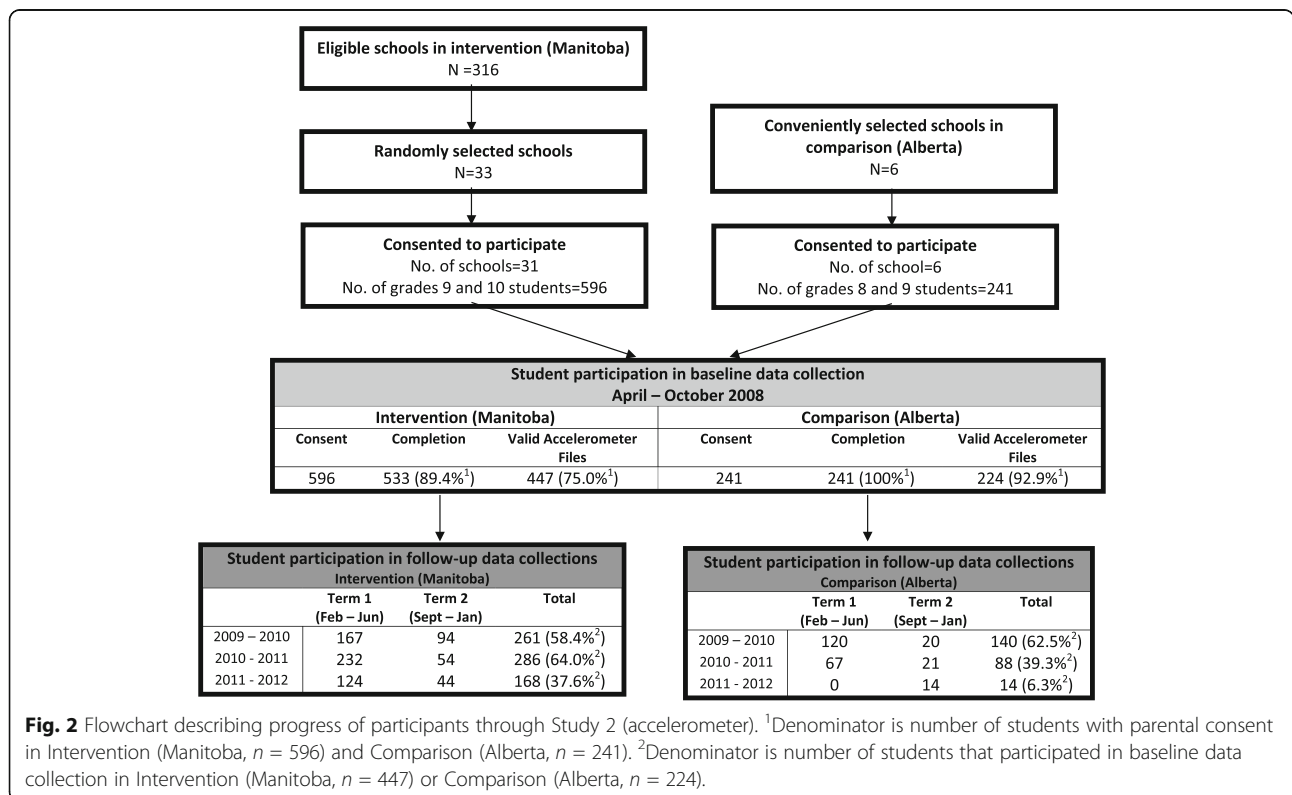 Eligible schools in intervention (Manitoba)
N =316
Randomly selected schools
N=33
Conveniently selected schools in
comparison (Alberta)
N=6
Consented to participate
No. of schools=31
No. of grades 9 and 10 students=596
Consented to participate
No. of school=6
No. of grades 8 and 9 students=241
Student participation in baseline data collection
April – October 2008
Intervention (Manitoba) Comparison (Alberta)
Consent Completion Valid Accelerometer Consent Completion Valid Accelerometer
Files Files
596 533 (89.4%¹) 447 (75.0%¹) 241 241 (100%¹) 224 (92.9%¹)
Student participation in follow-up data collections
Intervention (Manitoba)
Term 1 Term 2 Total
(Feb – Jun) (Sept – Jan)
2009 – 2010 167 94 261 (58.4%²)
2010 - 2011 232 54 286 (64.0%²)
2011 - 2012 124 44 168 (37.6%²)
Student participation in follow-up data collections
Comparison (Alberta)
Term 1 Term 2 Total
(Feb – Jun) (Sept – Jan)
2009 – 2010 120 20 140 (62.5%²)
2010 - 2011 67 21 88 (39.3%²)
2011 - 2012 0 14 14 (6.3%²)
Fig. 2 Flowchart describing progress of participants through Study 2 (accelerometer). ¹Denominator is number of students with parental consent
in Intervention (Manitoba, n = 596) and Comparison (Alberta, n = 241). ²Denominator is number of students that participated in baseline data
collection in Intervention (Manitoba, n = 447) or Comparison (Alberta, n = 224).